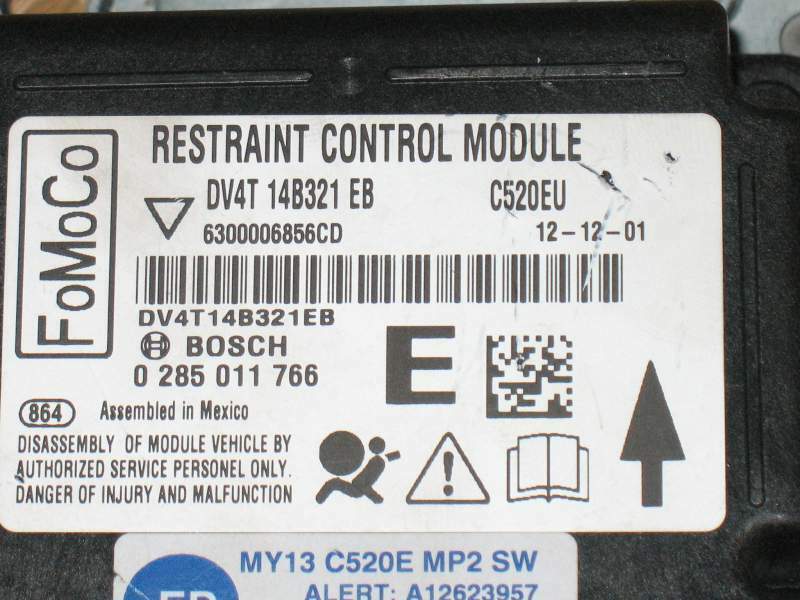 FoMoCo
RESTRAINT CONTROL MODULE
DV4T 14B321 EB C520EU
6300006856CD 12-12-01
DV4T14B321EB
BOSCH
0 285 011 766
E
864 Assembled in Mexico
DISASSEMBLY OF MODULE VEHICLE BY
AUTHORIZED SERVICE PERSONEL ONLY.
DANGER OF INJURY AND MALFUNCTION
MY13 C520E MP2 SW
ALERT: A12623957